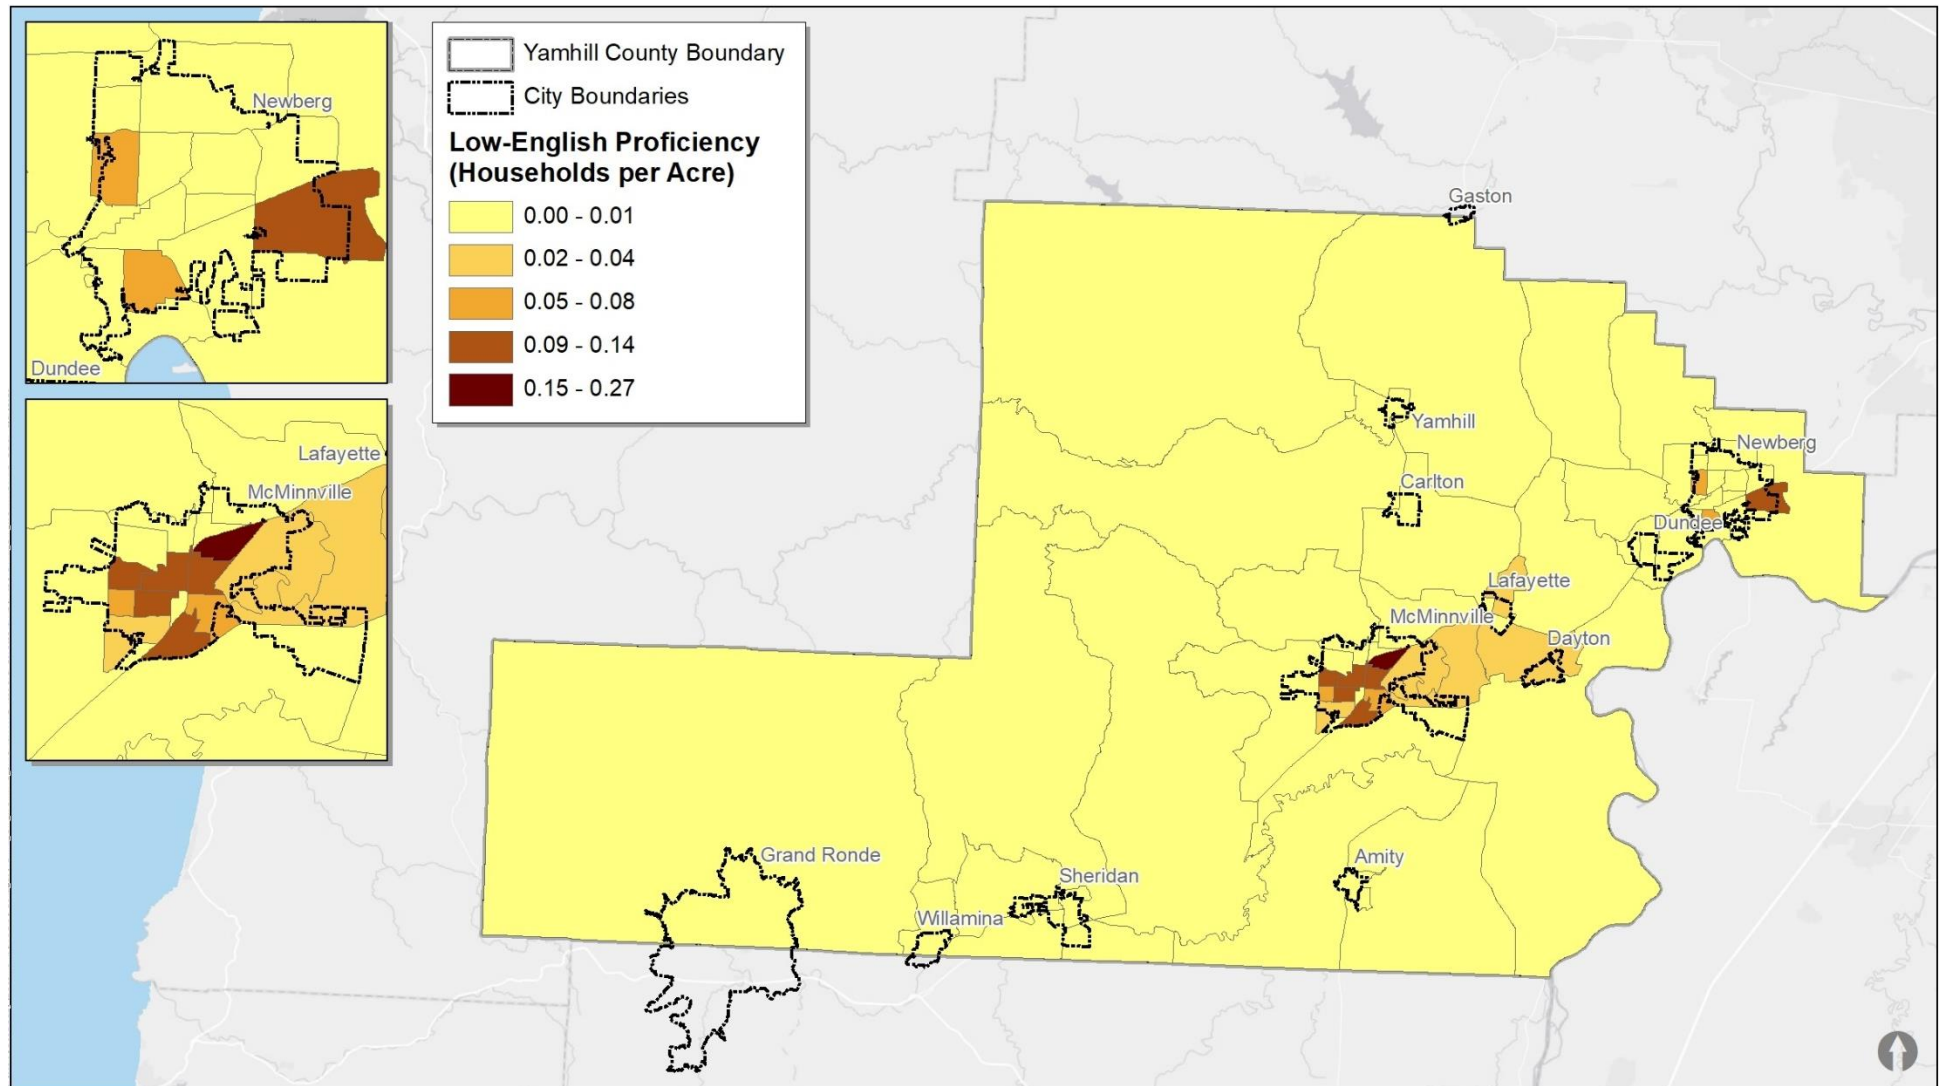 Newberg
Dundee
Lafayette
McMinnville
Yamhill County Boundary
City Boundaries
Low-English Proficiency
(Households per Acre)
0.00 - 0.01
0.02 - 0.04
0.05 - 0.08
0.09 - 0.14
0.15 - 0.27
Gaston
Yamhill
Newberg
Carlton
Dundee
Lafayette
McMinnville
Dayton
Grand Ronde
Amity
Sheridan
Willamina